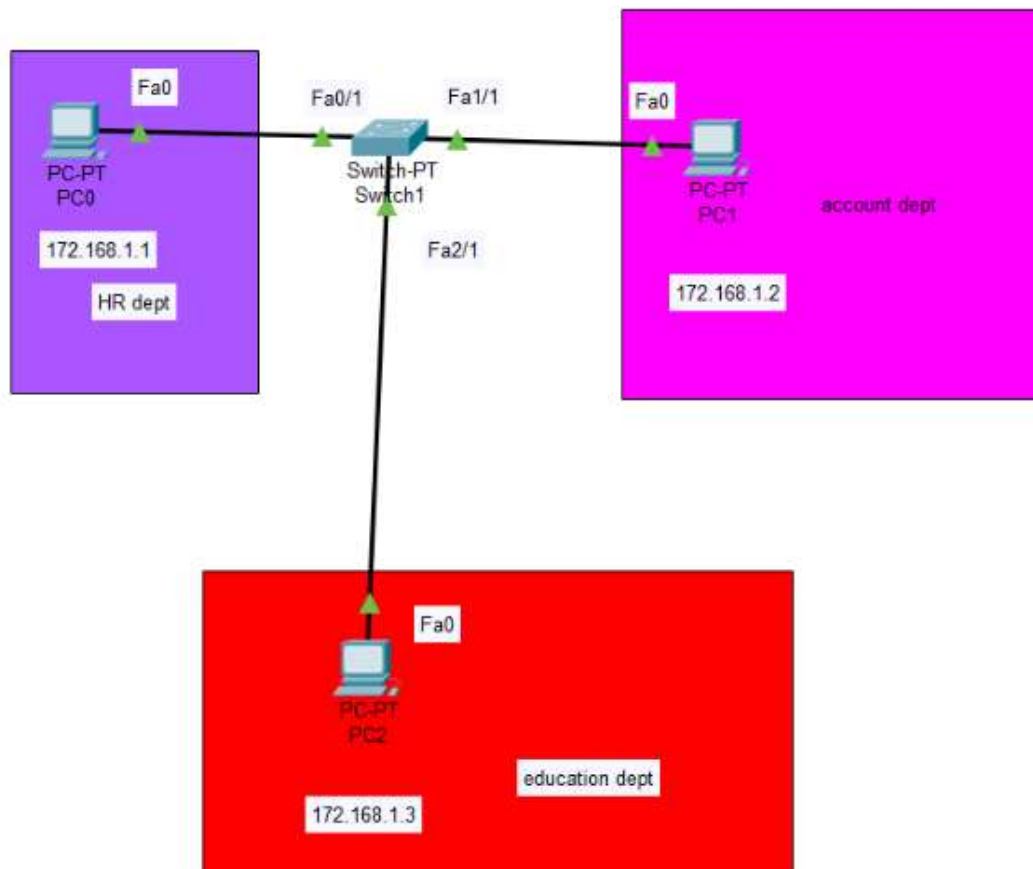 Fa0
Fa0/1
Fa1/1
Fa0
PC-PT
PC0
Switch-PT
Switch1
PC-PT
PC1
account dept
172.168.1.1
Fa2/1
HR dept
172.168.1.2
Fa0
PC-PT
PC2
education dept
172.168.1.3